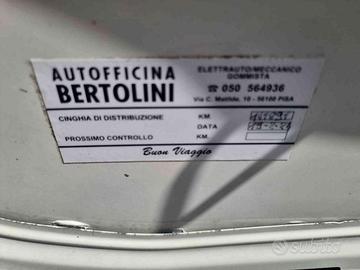 AUTOFFICINA
BERTOLINI
ELETTRAUTO/MECCANICO
GOMMISTA
☎ 050 564936
Via C. Matilde, 10 - 56100 PISA
CINGHIA DI DISTRIBUZIONE
KM.
DATA
PROSSIMO CONTROLLO
KM.
Buon Viaggio
subito